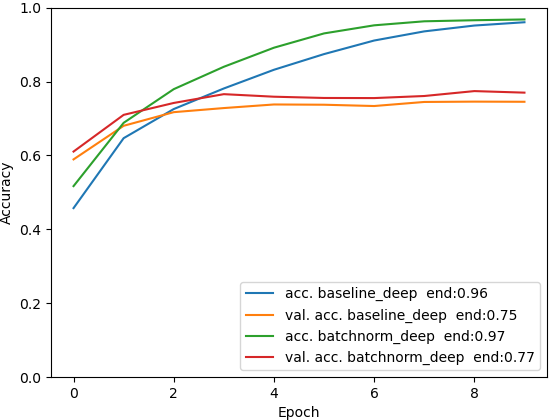 1.0
0.8
0.6
0.4
0.2
0.0
Accuracy
acc. baseline_deep  end:0.96
val. acc. baseline_deep  end:0.75
acc. batchnorm_deep  end:0.97
val. acc. batchnorm_deep  end:0.77
0 2 4 6 8
Epoch